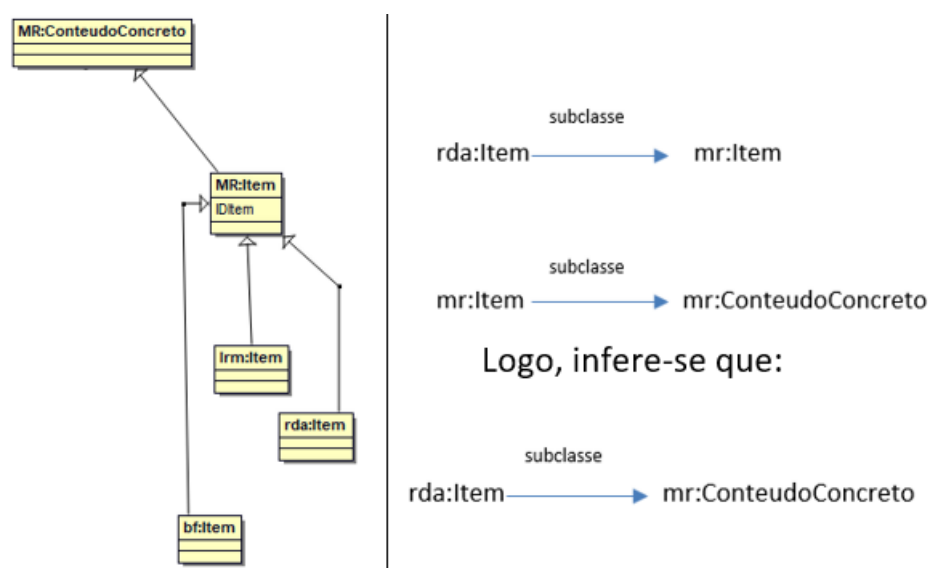 MR:ConteudoConcreto
MR:Item
IDItem
lrm:Item
rda:Item
bf:Item
subclasse
rda:Item mr:Item
subclasse
mr:Item mr:ConteudoConcreto
Logo, infere-se que:
subclasse
rda:Item mr:ConteudoConcreto